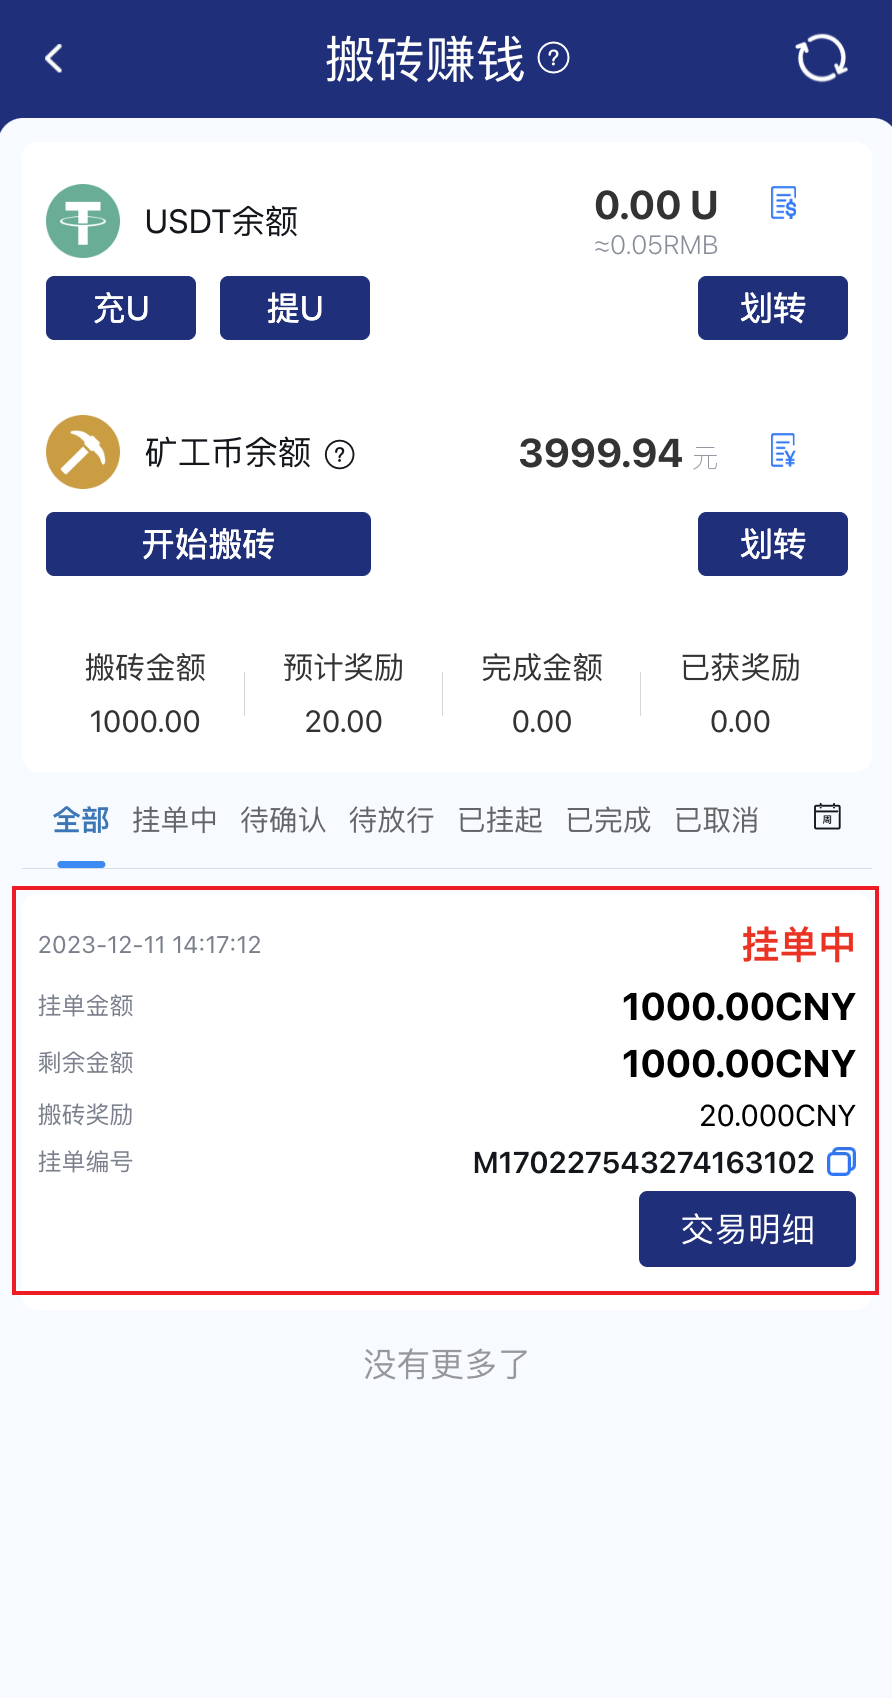 搬砖赚钱 ?
USDT余额
0.00 U
≈0.05RMB
充U 提U 划转
矿工币余额 ? 3999.94 元
开始搬砖 划转
搬砖金额 预计奖励 完成金额 已获奖励
1000.00 20.00 0.00 0.00
全部 挂单中 待确认 待放行 已挂起 已完成 已取消 周
2023-12-11 14:17:12 挂单中
挂单金额 1000.00CNY
剩余金额 1000.00CNY
搬砖奖励 20.000CNY
挂单编号 M170227543274163102
交易明细
没有更多了